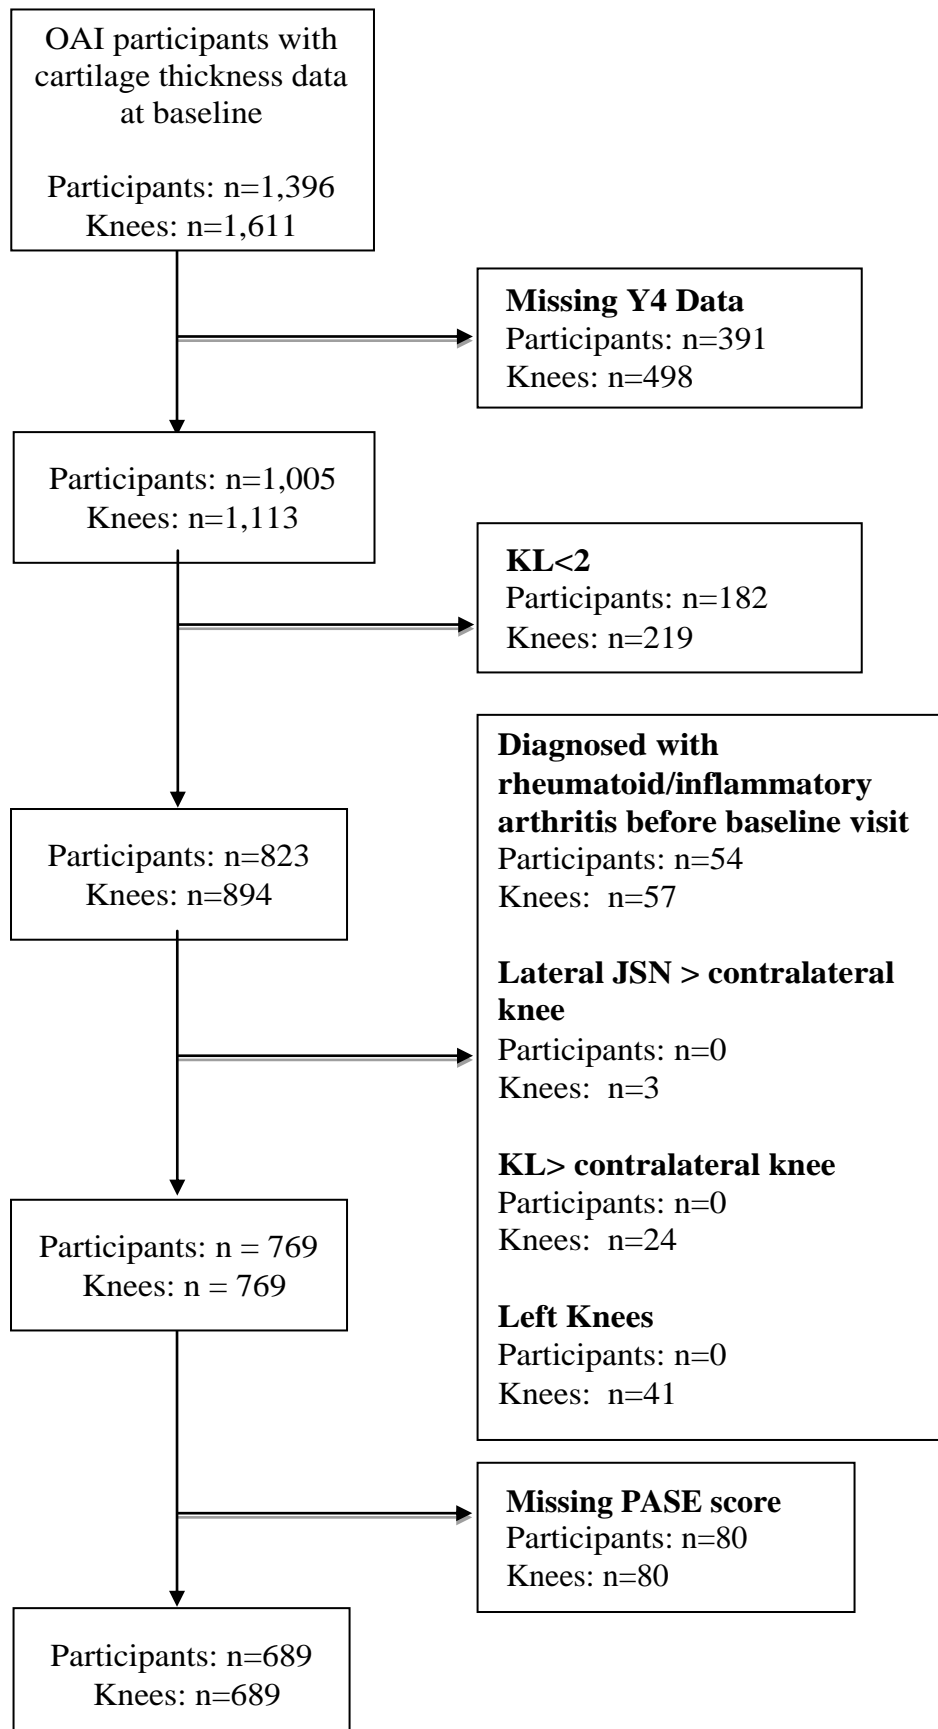 OAI participants with
cartilage thickness data
at baseline
Participants: n=1,396
Knees: n=1,611
Missing Y4 Data
Participants: n=391
Knees: n=498
Participants: n=1,005
Knees: n=1,113
KL<2
Participants: n=182
Knees: n=219
Participants: n=823
Knees: n=894
Diagnosed with
rheumatoid/inflammatory
arthritis before baseline visit
Participants: n=54
Knees:  n=57
Lateral JSN > contralateral
knee
Participants: n=0
Knees:  n=3
KL> contralateral knee
Participants: n=0
Knees:  n=24
Left Knees
Participants: n=0
Knees:  n=41
Participants: n = 769
Knees: n = 769
Missing PASE score
Participants: n=80
Knees: n=80
Participants: n=689
Knees: n=689